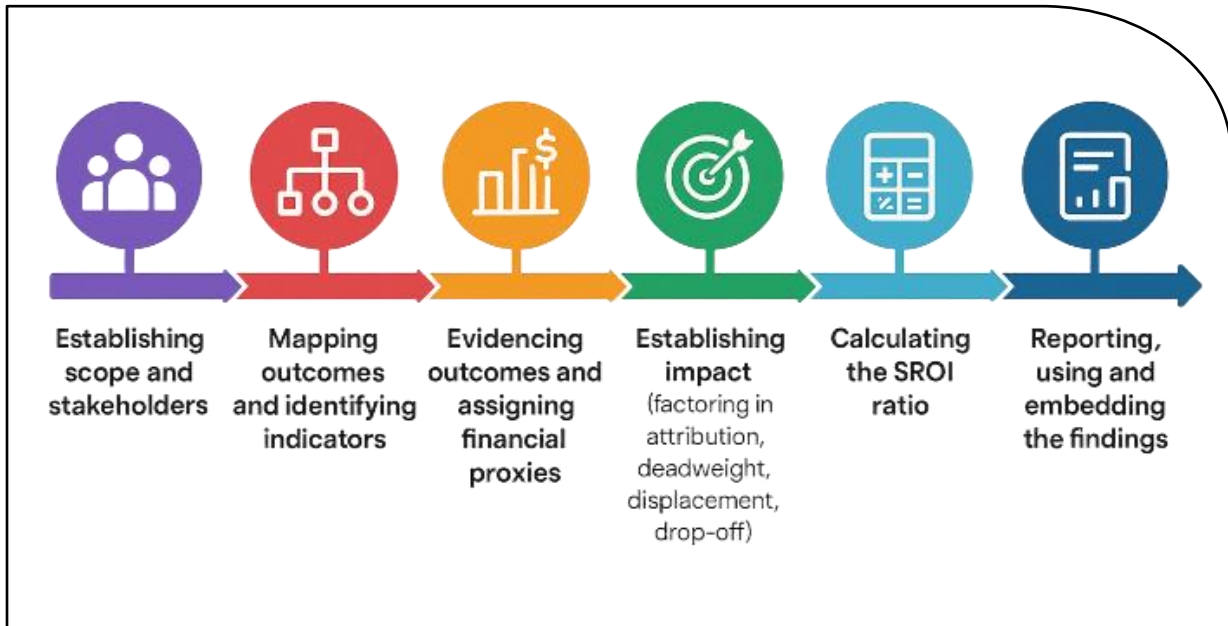 Establishing
scope and
stakeholders
Mapping
outcomes
and identifying
indicators
Evidencing
outcomes and
assigning
financial
proxies
Establishing
impact
(factoring in
attribution,
deadweight,
displacement,
drop-off)
Calculating
the SROI
ratio
Reporting,
using and
embedding
the findings